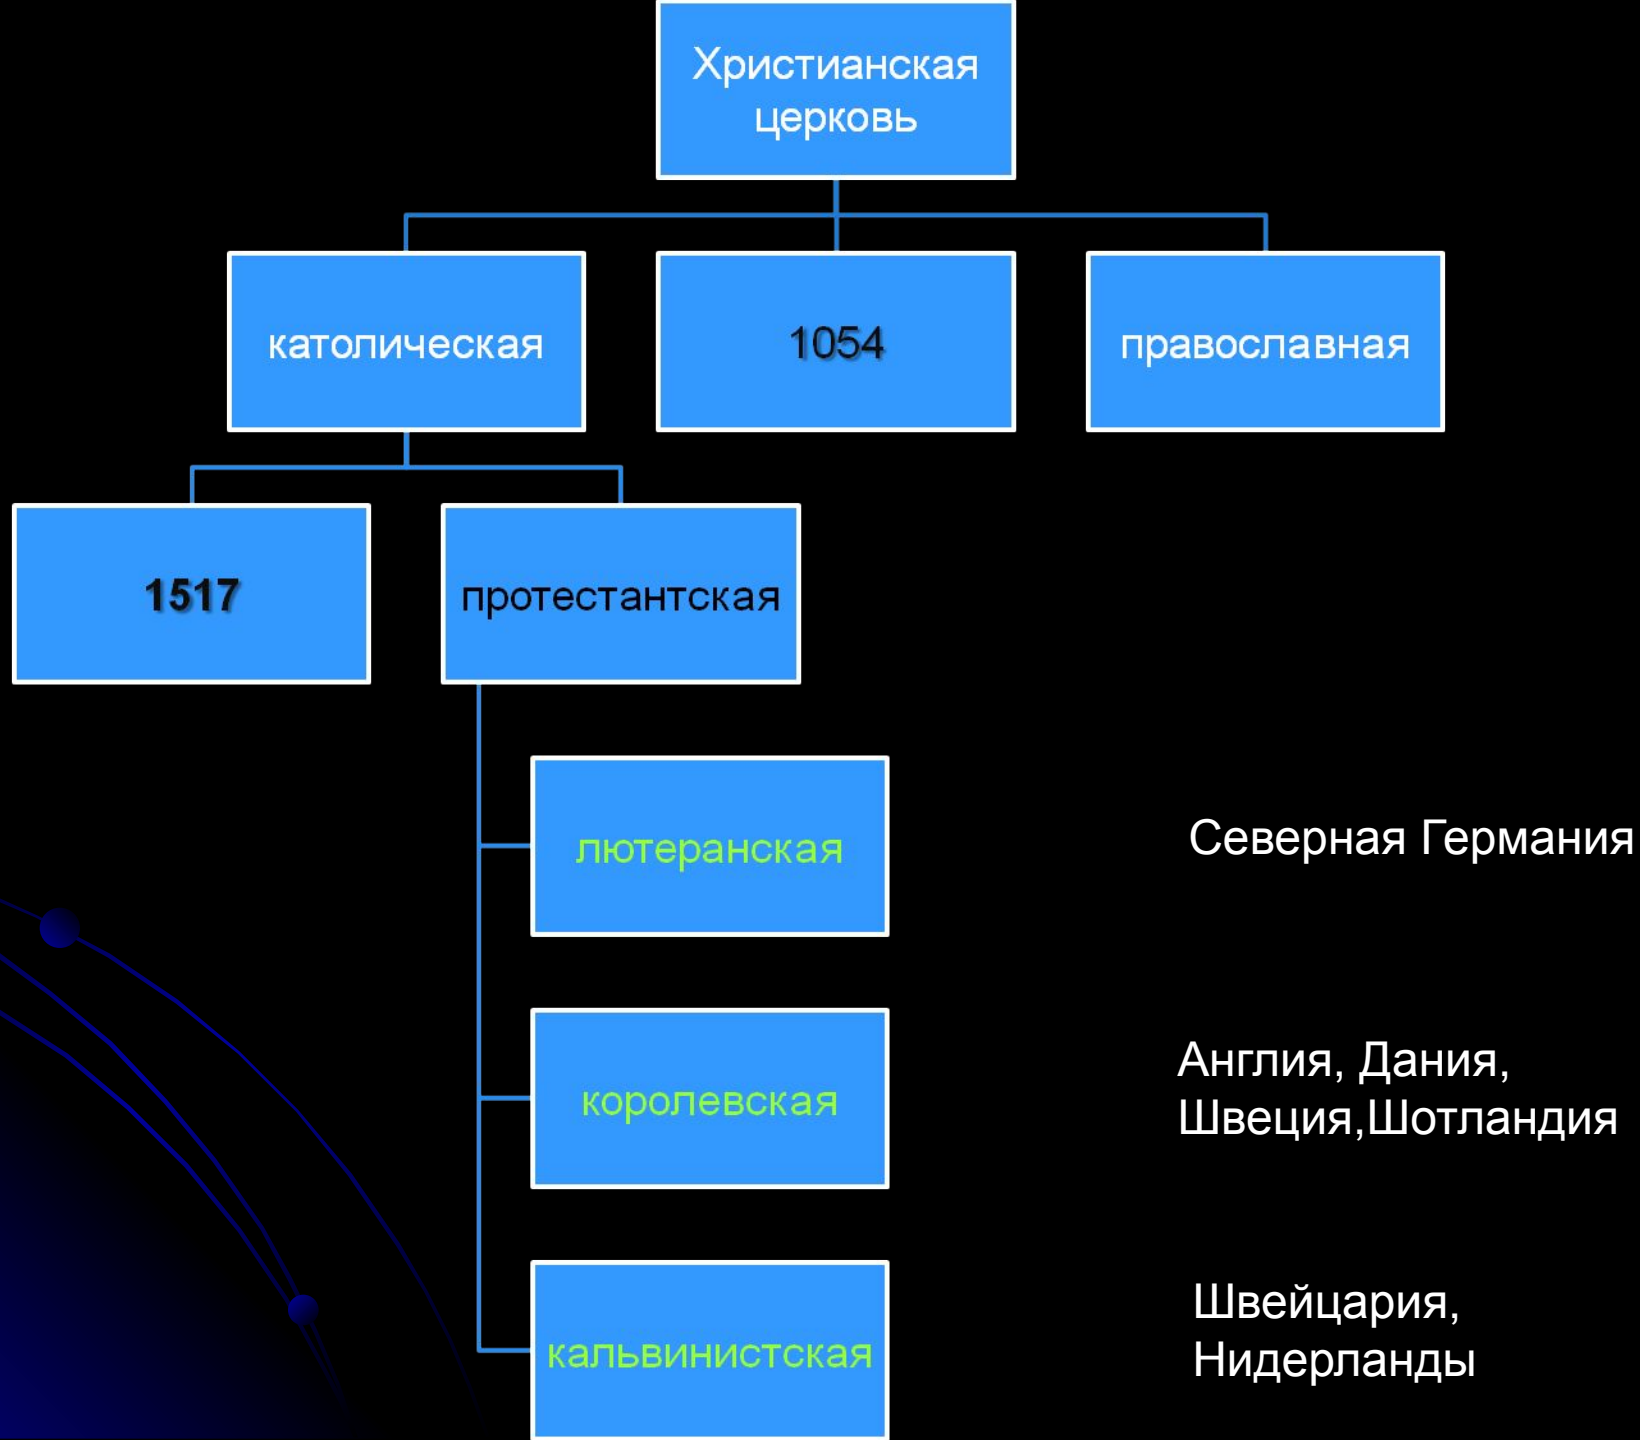 Христианская
церковь
католическая
1054
православная
1517
протестантская
лютеранская
Северная Германия
королевская
Англия, Дания,
Швеция,Шотландия
кальвинистская
Швейцария,
Нидерланды